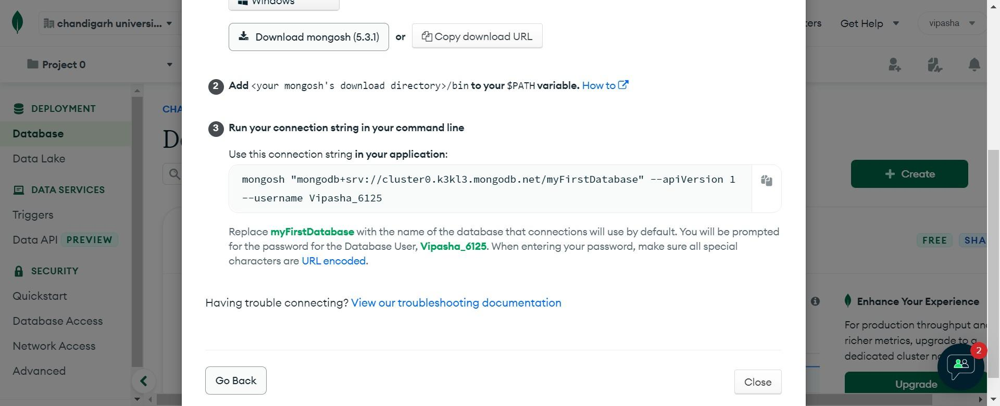 Windows
chandigarh universi...
Get Help
vipasha
Download mongosh (5.3.1) or Copy download URL
Project 0
2 Add <your mongosh's download directory>/bin to your $PATH variable. How to
DEPLOYMENT
Database
Data Lake
DATA SERVICES
Triggers
Data API PREVIEW
SECURITY
Quickstart
Database Access
Network Access
Advanced
CHA
3 Run your connection string in your command line
Use this connection string in your application:
mongosh "mongodb+srv://cluster0.k3kl3.mongodb.net/myFirstDatabase" --apiVersion 1
--username Vipasha_6125
Replace myFirstDatabase with the name of the database that connections will use by default. You will be prompted
for the password for the Database User, Vipasha_6125. When entering your password, make sure all special
characters are URL encoded.
Having trouble connecting? View our troubleshooting documentation
Go Back
Close
+ Create
FREE SHA
Enhance Your Experience
For production throughput an
richer metrics, upgrade to a
dedicated cluster no
2
Upgrade